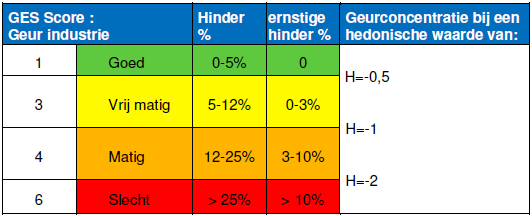 GES Score : Hinder ernstige Geurconcentratie bij een
Geur industrie % hinder % hedonische waarde van:
1 Goed 0-5% 0
H=-0,5
3 Vrij matig 5-12% 0-3%
H=-1
4 Matig 12-25% 3-10%
H=-2
6 Slecht > 25% > 10%